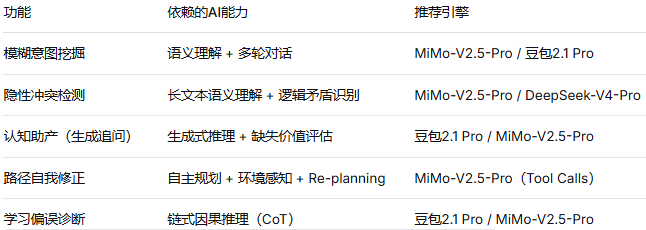 功能 依赖的AI能力 推荐引擎
模糊意图挖掘 语义理解 + 多轮对话 MiMo-V2.5-Pro / 豆包2.1 Pro
隐性冲突检测 长文本语义理解 + 逻辑矛盾识别 MiMo-V2.5-Pro / DeepSeek-V4-Pro
认知助产（生成追问） 生成式推理 + 缺失价值评估 豆包2.1 Pro / MiMo-V2.5-Pro
路径自我修正 自主规划 + 环境感知 + Re-planning MiMo-V2.5-Pro（Tool Calls）
学习偏误诊断 链式因果推理（CoT） 豆包2.1 Pro / MiMo-V2.5-Pro